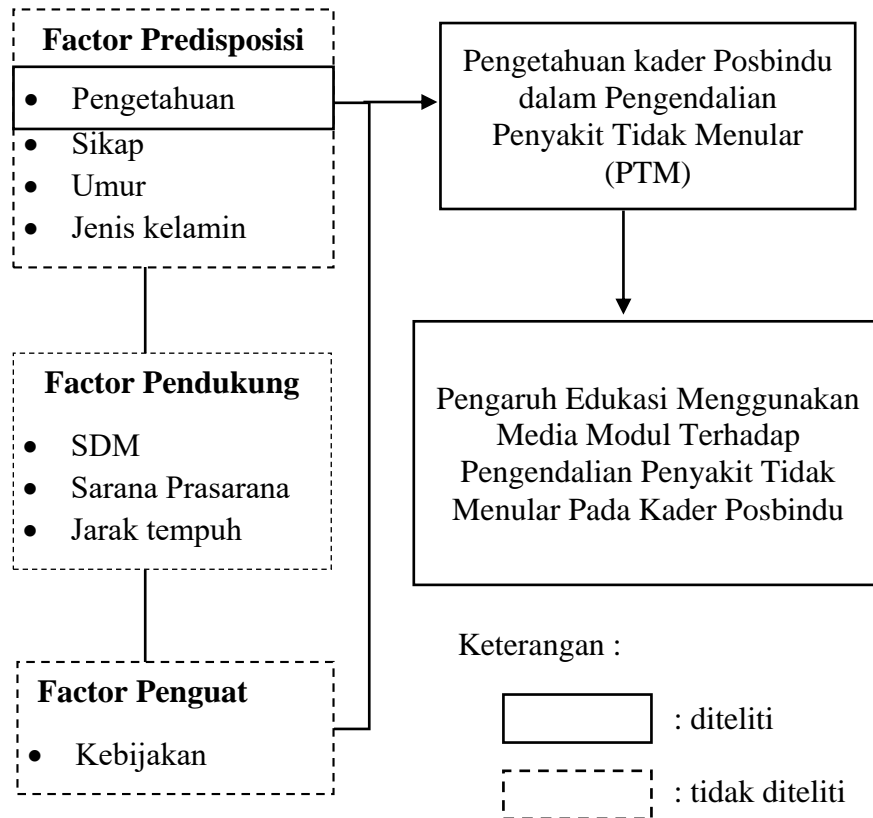 Factor Predisposisi
• Pengetahuan
• Sikap
• Umur
• Jenis kelamin
Factor Pendukung
• SDM
• Sarana Prasarana
• Jarak tempuh
Factor Penguat
• Kebijakan
Pengetahuan kader Posbindu
dalam Pengendalian
Penyakit Tidak Menular
(PTM)
Pengaruh Edukasi Menggunakan
Media Modul Terhadap
Pengendalian Penyakit Tidak
Menular Pada Kader Posbindu
Keterangan :
: diteliti
: tidak diteliti